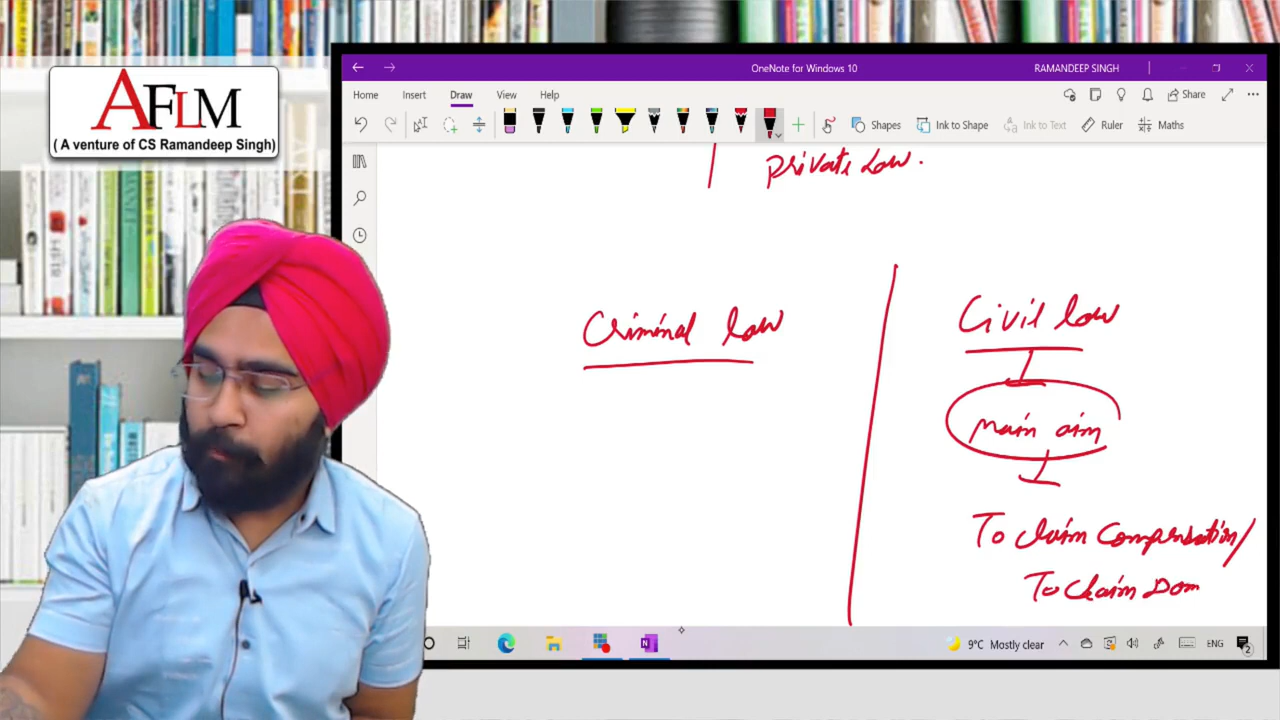 AFLM
( A venture of CS Ramandeep Singh)
OneNote for Windows 10
RAMANDEEP SINGH
Home Insert Draw View Help
Share
Shapes Ink to Shape Ink to Text Ruler Maths
private law.
Criminal law
Civil law
main aim
To claim Compensation/
To Claim Dam
9°C Mostly clear
ENG
2